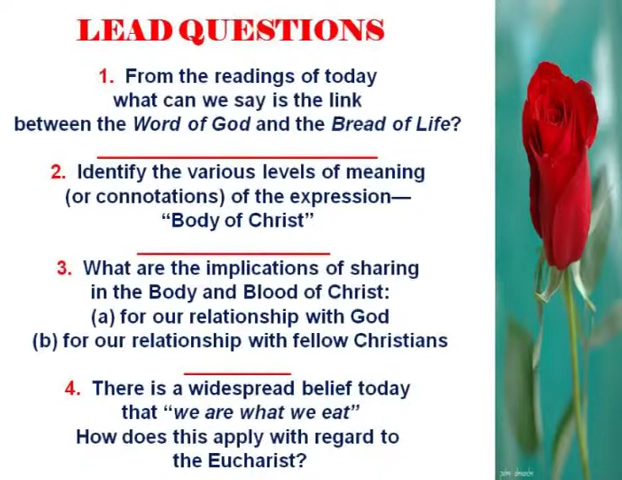 LEAD QUESTIONS
1. From the readings of today
what can we say is the link
between the Word of God and the Bread of Life?
2. Identify the various levels of meaning
(or connotations) of the expression—
“Body of Christ”
3. What are the implications of sharing
in the Body and Blood of Christ:
(a) for our relationship with God
(b) for our relationship with fellow Christians
4. There is a widespread belief today
that “we are what we eat”
How does this apply with regard to
the Eucharist?